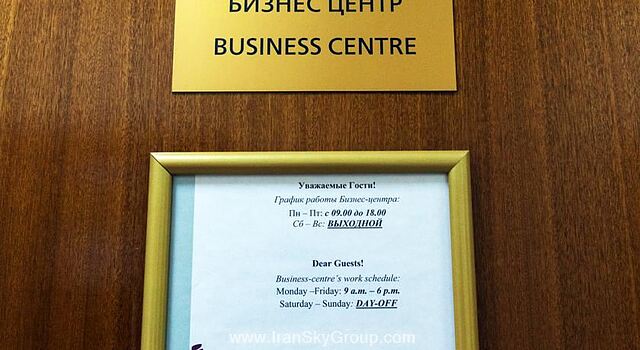 БИЗНЕС ЦЕНТР
BUSINESS CENTRE
Уважаемые Гости!
График работы Бизнес-центра:
Пн – Пт: с 09.00 до 18.00
Сб – Вс: ВЫХОДНОЙ
Dear Guests!
Business-centre's work schedule:
Monday –Friday: 9 a.m. – 6 p.m.
Saturday – Sunday: DAY-OFF
www.IranSkyGroup.com